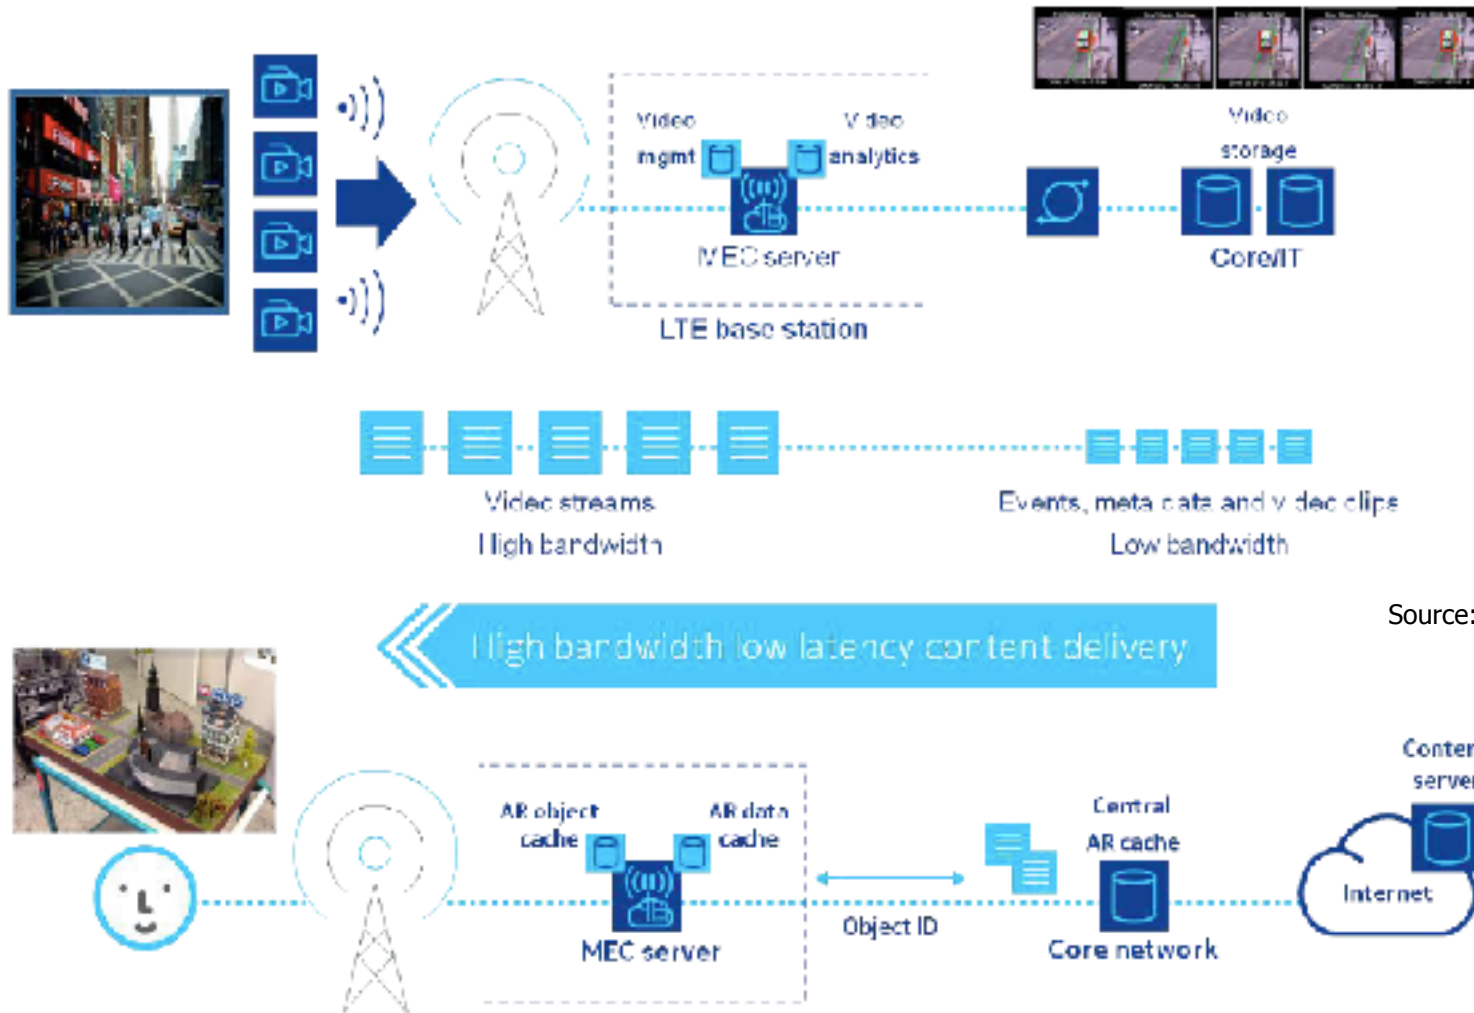 Video
mgmt
Video
analytics
MEC server
LTE base station
Video
storage
Core/IT
Video streams
High bandwidth
Events, meta data and video clips
Low bandwidth
High bandwidth low latency content delivery
Source:
AR object
cache
AR data
cache
MEC server
Object ID
Central
AR cache
Core network
server
Internet